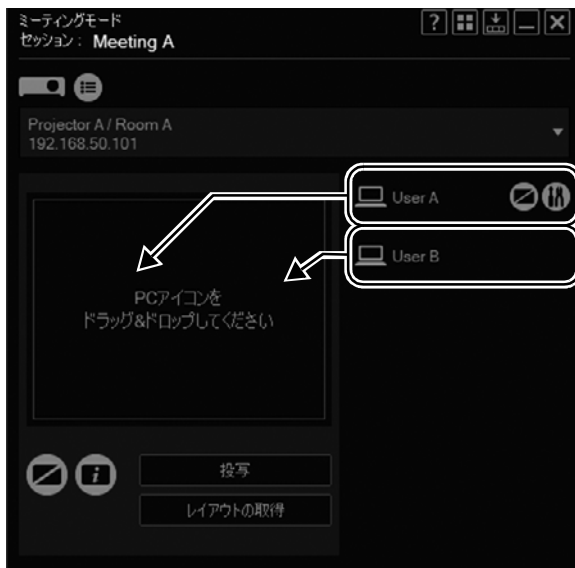 ミーティングモード
セッション： Meeting A
Projector A / Room A
192.168.50.101
User A
User B
PCアイコンを
ドラッグ&ドロップしてください
投写
レイアウトの取得